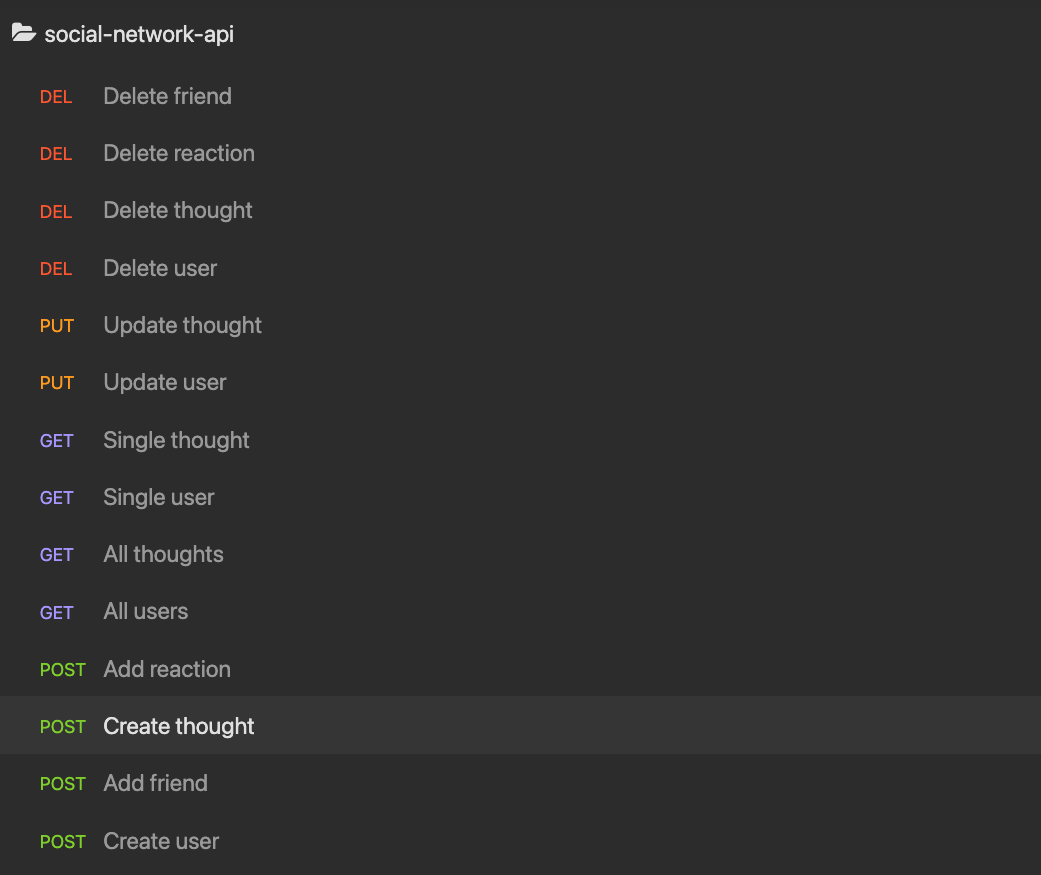 social-network-api
DEL Delete friend
DEL Delete reaction
DEL Delete thought
DEL Delete user
PUT Update thought
PUT Update user
GET Single thought
GET Single user
GET All thoughts
GET All users
POST Add reaction
POST Create thought
POST Add friend
POST Create user